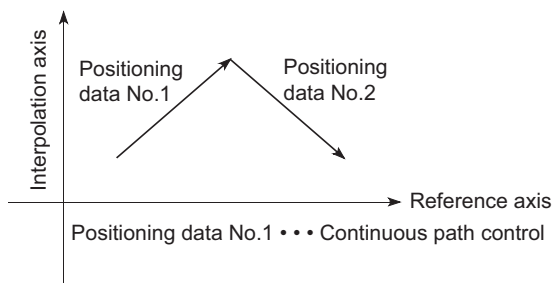 Interpolation axis
Positioning
data No.1
Positioning
data No.2
Reference axis
Positioning data No.1 • • • Continuous path control